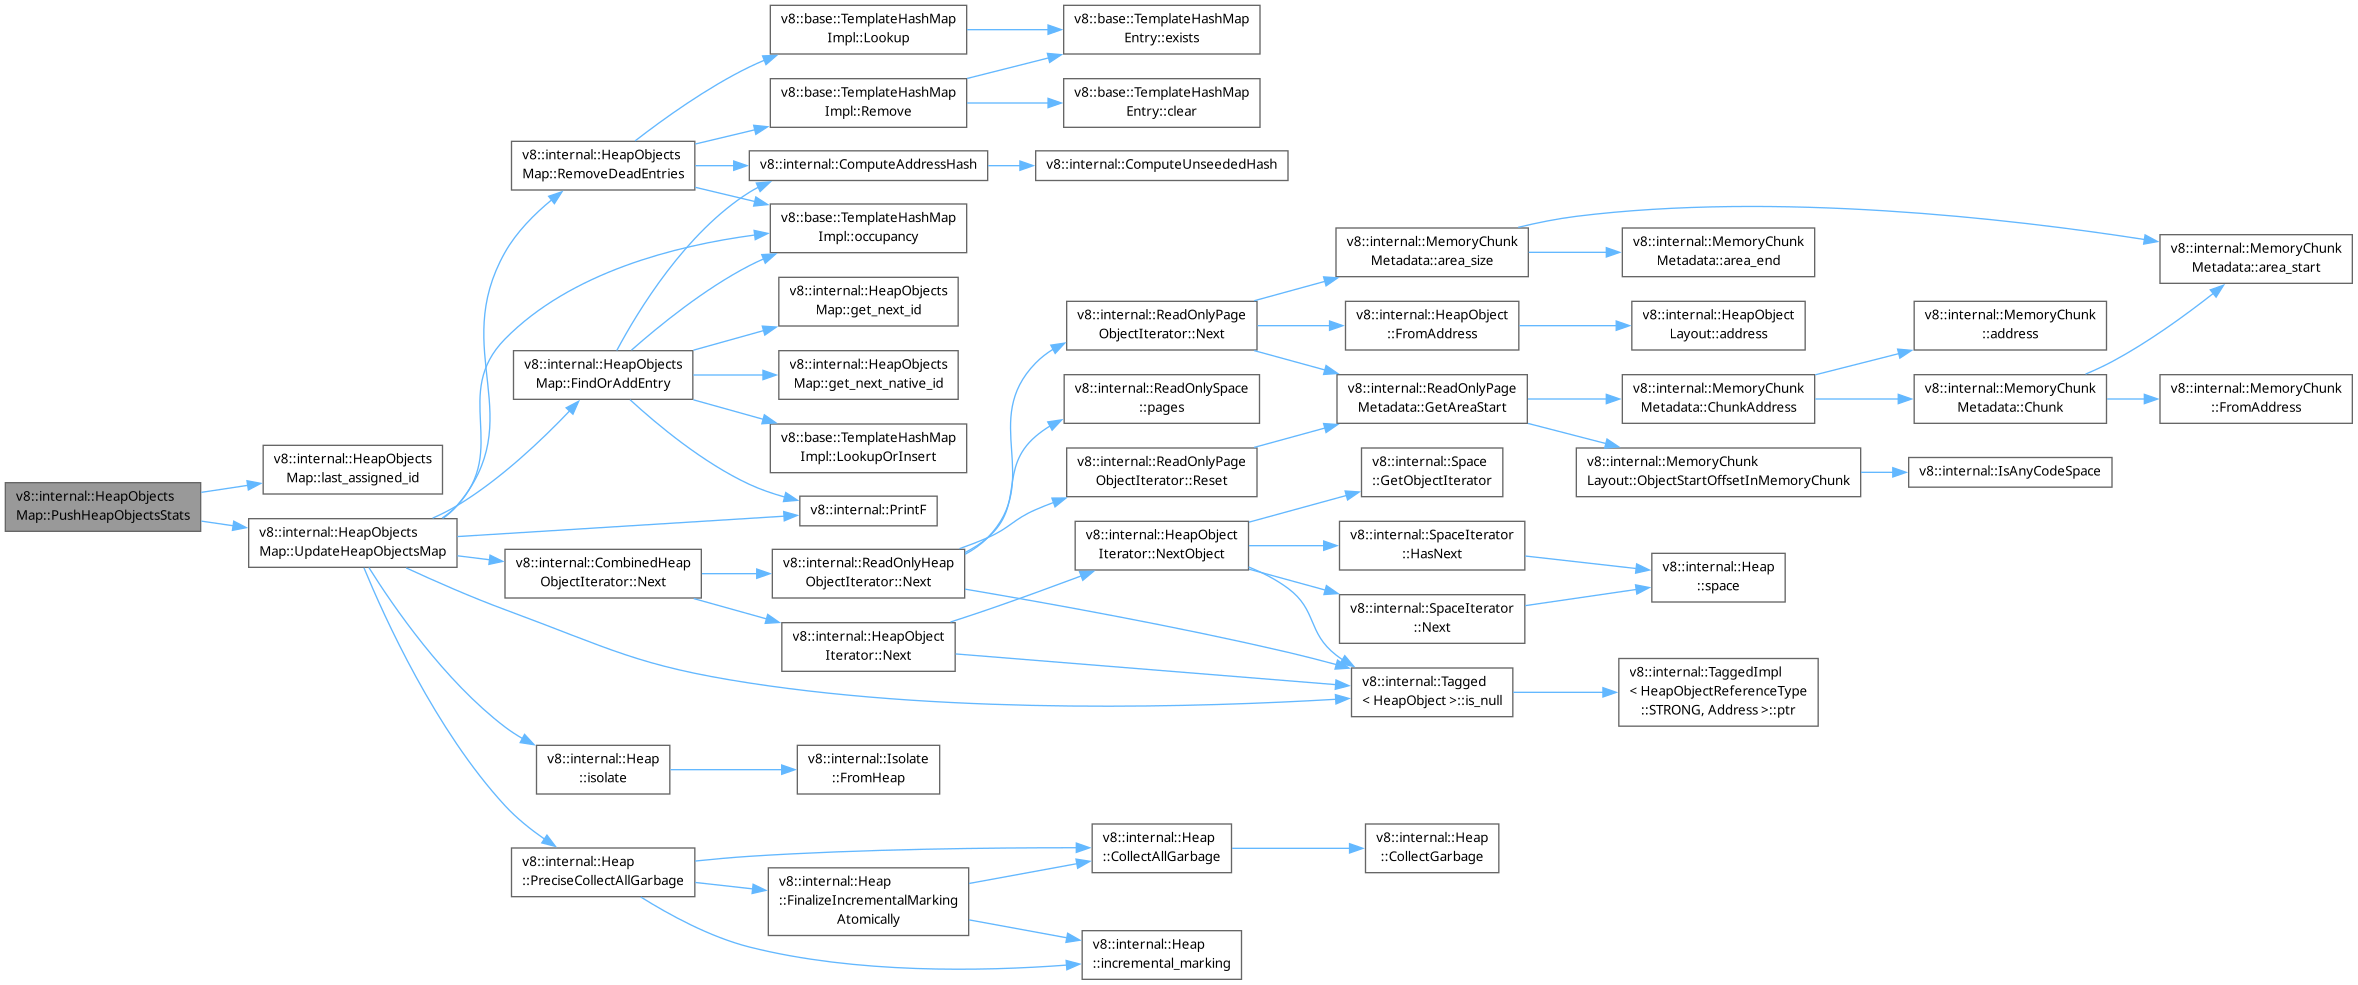 v8::internal::HeapObjects
Map::PushHeapObjectsStats
v8::internal::HeapObjects
Map::last_assigned_id
v8::internal::HeapObjects
Map::UpdateHeapObjectsMap
v8::internal::HeapObjects
Map::RemoveDeadEntries
v8::internal::HeapObjects
Map::FindOrAddEntry
v8::internal::CombinedHeap
ObjectIterator::Next
v8::internal::Heap
::isolate
v8::internal::Heap
::PreciseCollectAllGarbage
v8::base::TemplateHashMap
Impl::Lookup
v8::base::TemplateHashMap
Impl::Remove
v8::internal::ComputeAddressHash
v8::base::TemplateHashMap
Impl::occupancy
v8::internal::HeapObjects
Map::get_next_id
v8::internal::HeapObjects
Map::get_next_native_id
v8::base::TemplateHashMap
Impl::LookupOrInsert
v8::internal::PrintF
v8::internal::ReadOnlyHeap
ObjectIterator::Next
v8::internal::HeapObject
Iterator::Next
v8::internal::Isolate
::FromHeap
v8::internal::Heap
::FinalizeIncrementalMarking
Atomically
v8::base::TemplateHashMap
Entry::exists
v8::base::TemplateHashMap
Entry::clear
v8::internal::ComputeUnseededHash
v8::internal::ReadOnlyPage
ObjectIterator::Next
v8::internal::ReadOnlySpace
::pages
v8::internal::ReadOnlyPage
ObjectIterator::Reset
v8::internal::HeapObject
Iterator::NextObject
v8::internal::Heap
::CollectAllGarbage
v8::internal::Heap
::incremental_marking
v8::internal::MemoryChunk
Metadata::area_size
v8::internal::HeapObject
::FromAddress
v8::internal::ReadOnlyPage
Metadata::GetAreaStart
v8::internal::Space
::GetObjectIterator
v8::internal::SpaceIterator
::HasNext
v8::internal::SpaceIterator
::Next
v8::internal::Tagged
< HeapObject >::is_null
v8::internal::Heap
::CollectGarbage
v8::internal::MemoryChunk
Metadata::area_end
v8::internal::HeapObject
Layout::address
v8::internal::MemoryChunk
Metadata::ChunkAddress
v8::internal::MemoryChunk
Layout::ObjectStartOffsetInMemoryChunk
v8::internal::Heap
::space
v8::internal::TaggedImpl
< HeapObjectReferenceType
::STRONG, Address >::ptr
v8::internal::MemoryChunk
::address
v8::internal::MemoryChunk
Metadata::Chunk
v8::internal::IsAnyCodeSpace
v8::internal::MemoryChunk
Metadata::area_start
v8::internal::MemoryChunk
::FromAddress